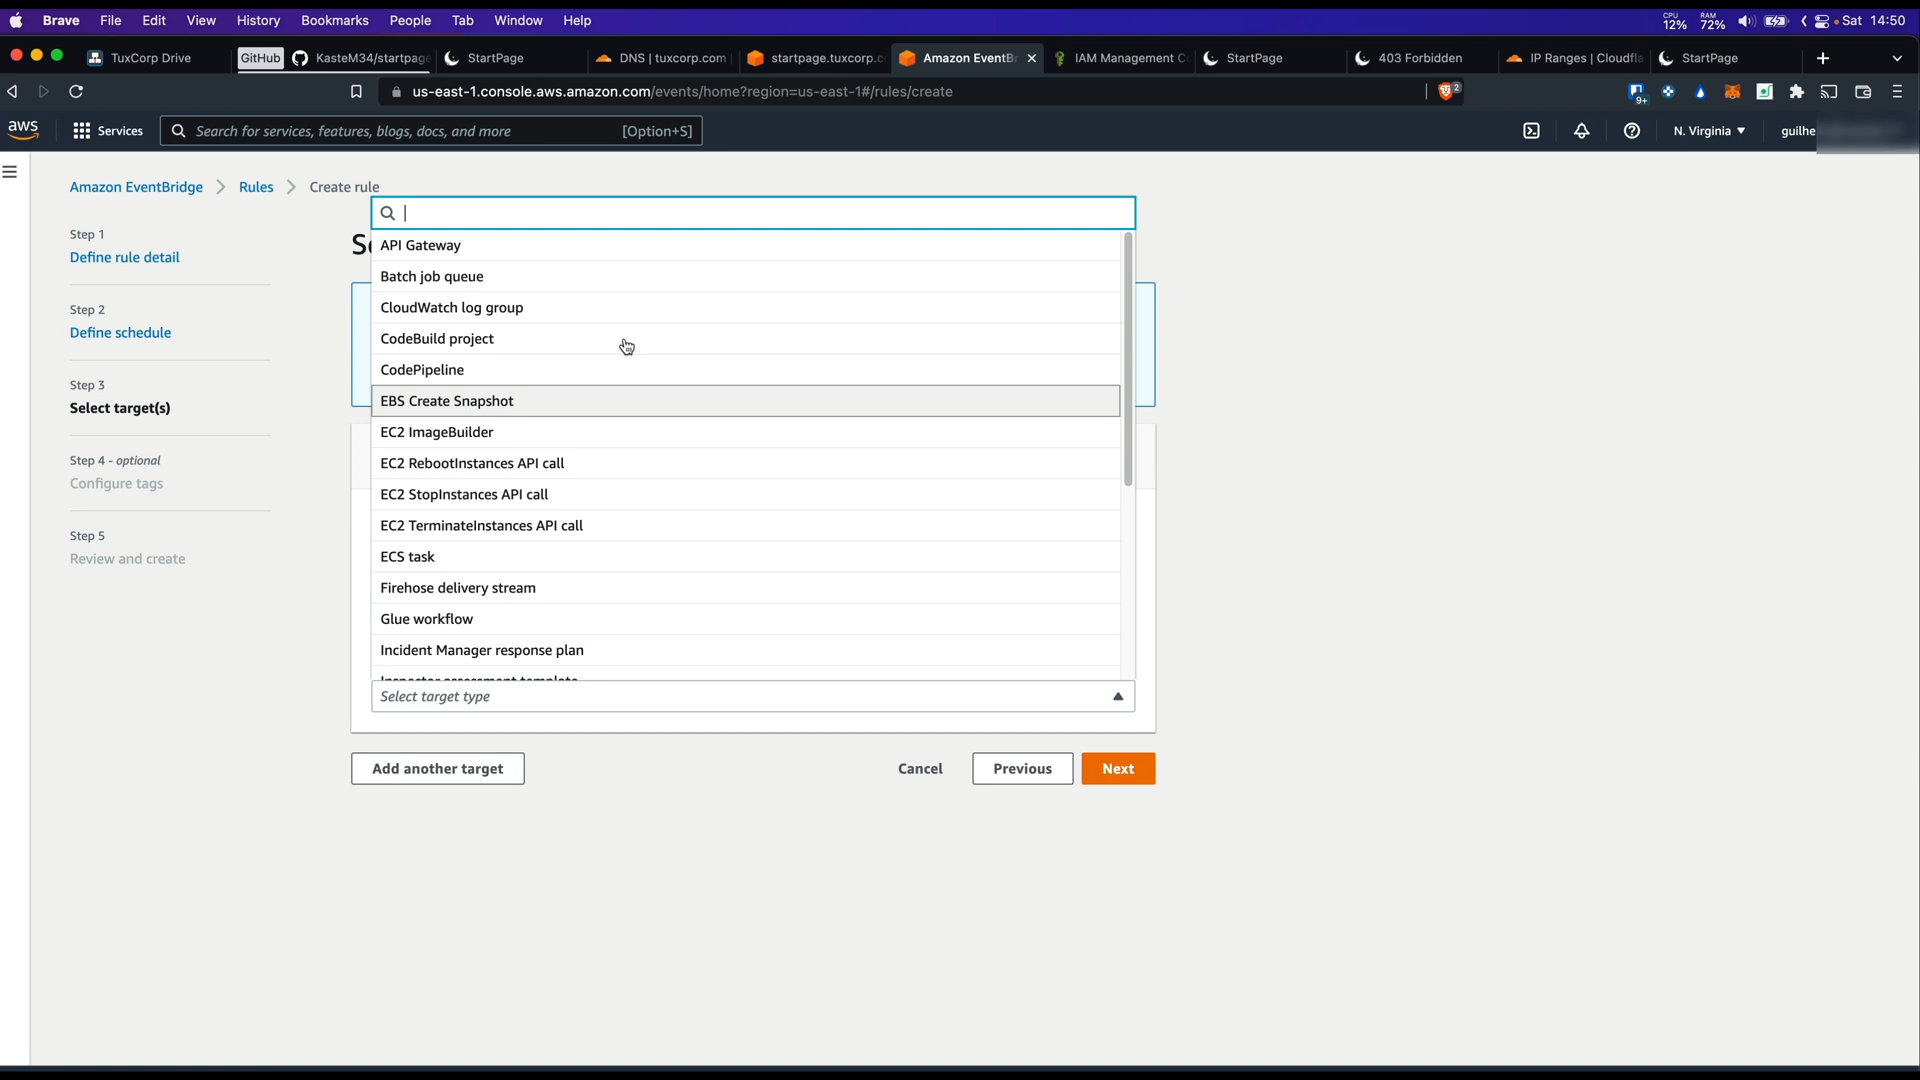 Brave File Edit View History Bookmarks People Tab Window Help
CPU 12% RAM 72% Sat 14:50
TuxCorp Drive GitHub KasteM34/startpage StartPage DNS | tuxcorp.com startpage.tuxcorp.c Amazon EventBr IAM Management C StartPage 403 Forbidden IP Ranges | Cloudfla StartPage
us-east-1.console.aws.amazon.com/events/home?region=us-east-1#/rules/create
2
9+
aws Services Search for services, features, blogs, docs, and more [Option+S] N. Virginia guilhe
Amazon EventBridge Rules Create rule
Step 1
Define rule detail
Step 2
Define schedule
Step 3
Select target(s)
Step 4 - optional
Configure tags
Step 5
Review and create
API Gateway
Batch job queue
CloudWatch log group
CodeBuild project
CodePipeline
EBS Create Snapshot
EC2 ImageBuilder
EC2 RebootInstances API call
EC2 StopInstances API call
EC2 TerminateInstances API call
ECS task
Firehose delivery stream
Glue workflow
Incident Manager response plan
Select target type
Add another target Cancel Previous Next